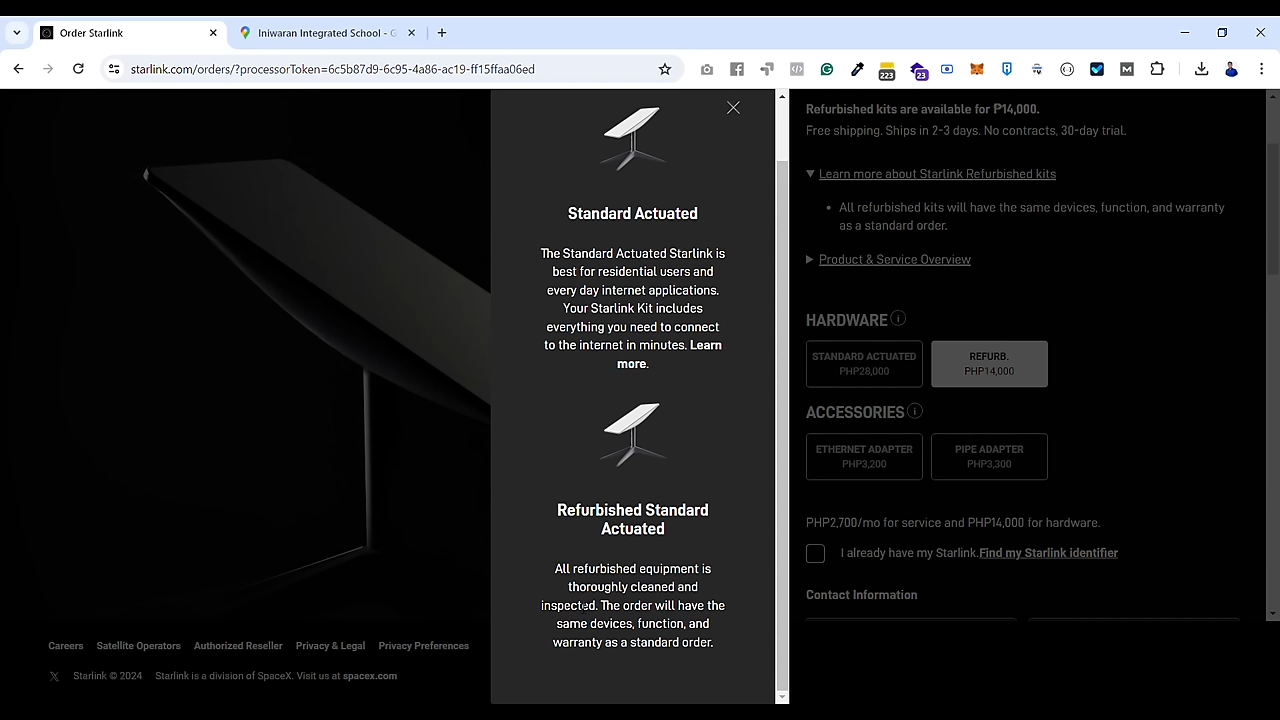 Order Starlink
Iniwaran Integrated School - G
starlink.com/orders/?processorToken=6c5b87d9-6c95-4a86-ac19-ff15ffaa06ed
223
23
Standard Actuated
The Standard Actuated Starlink is
best for residential users and
every day internet applications.
Your Starlink Kit includes
everything you need to connect
to the internet in minutes. Learn
more.
Refurbished Standard
Actuated
All refurbished equipment is
thoroughly cleaned and
inspected. The order will have the
same devices, function, and
warranty as a standard order.
Refurbished kits are available for ₱14,000.
Free shipping. Ships in 2-3 days. No contracts, 30-day trial.
Learn more about Starlink Refurbished kits
All refurbished kits will have the same devices, function, and warranty
as a standard order.
Product & Service Overview
HARDWARE
STANDARD ACTUATED
PHP28,000
REFURB.
PHP14,000
ACCESSORIES
ETHERNET ADAPTER
PHP3,200
PIPE ADAPTER
PHP3,300
PHP2,700/mo for service and PHP14,000 for hardware.
I already have my Starlink.Find my Starlink identifier
Contact Information
Careers Satellite Operators Authorized Reseller Privacy & Legal Privacy Preferences
Starlink © 2024 Starlink is a division of SpaceX. Visit us at spacex.com